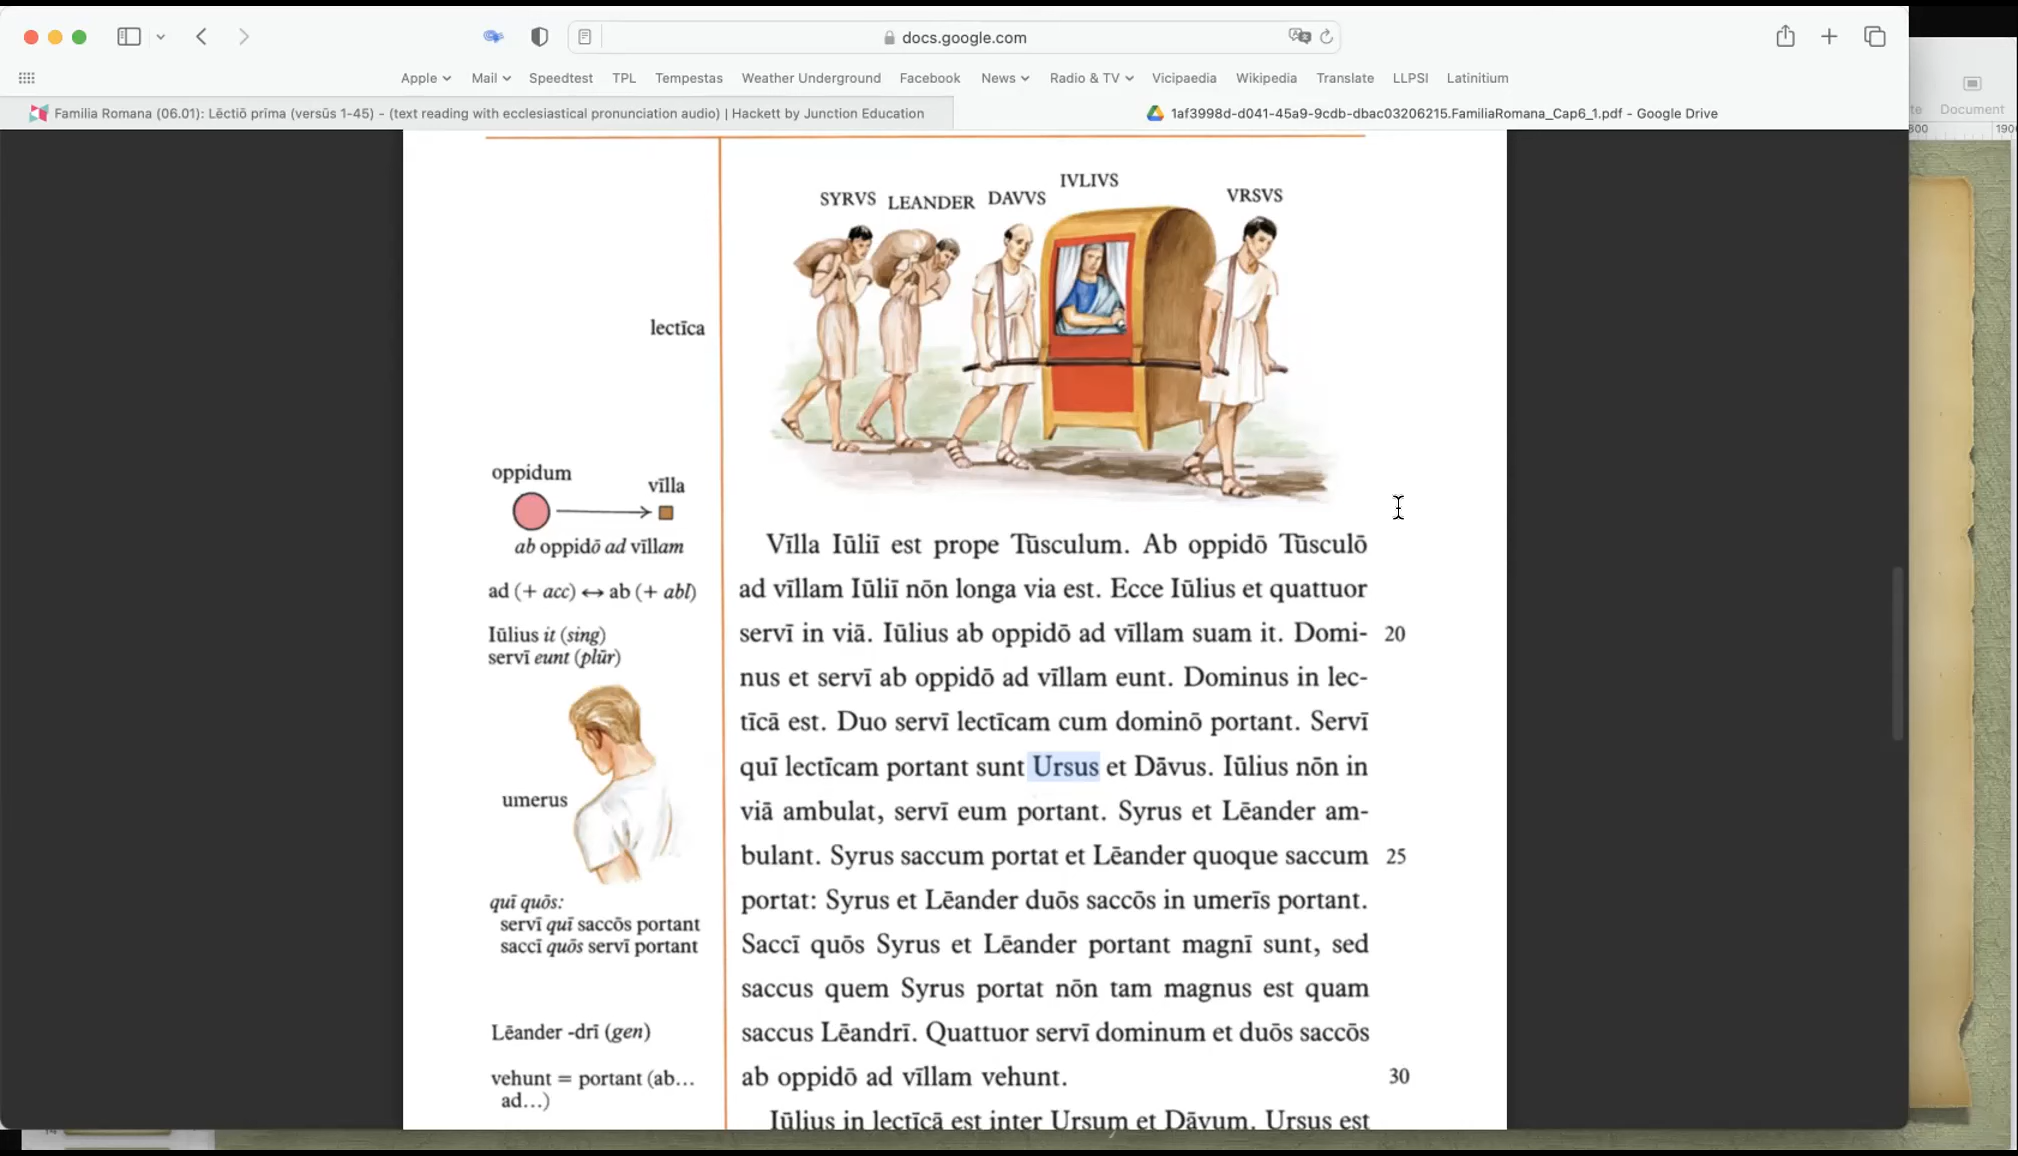 docs.google.com
Apple Mail Speedtest TPL Tempestas Weather Underground Facebook News Radio & TV Vicipaedia Wikipedia Translate LLPSI Latinitium
Familia Romana (06.01): Lēctiō prīma (versūs 1-45) - (text reading with ecclesiastical pronunciation audio) | Hackett by Junction Education
1af3998d-d041-45a9-9cdb-dbac03206215.FamiliaRomana_Cap6_1.pdf - Google Drive
Document
SYRVS LEANDER DAVVS IVLIVS VRSVS
lectīca
oppidum
vīlla
ab oppidō ad vīllam
ad (+ acc) ↔ ab (+ abl)
Iūlius it (sing)
servī eunt (plūr)
umerus
quī quōs:
servī quī saccōs portant
saccī quōs servī portant
Lēander -drī (gen)
vehunt = portant (ab...
ad...)
Vīlla Iūliī est prope Tūsculum. Ab oppidō Tūsculō
ad vīllam Iūliī nōn longa via est. Ecce Iūlius et quattuor
servī in viā. Iūlius ab oppidō ad vīllam suam it. Domi- 20
nus et servī ab oppidō ad vīllam eunt. Dominus in lec-
tīcā est. Duo servī lectīcam cum dominō portant. Servī
quī lectīcam portant sunt Ursus et Dāvus. Iūlius nōn in
viā ambulat, servī eum portant. Syrus et Lēander am-
bulant. Syrus saccum portat et Lēander quoque saccum 25
portat: Syrus et Lēander duōs saccōs in umerīs portant.
Saccī quōs Syrus et Lēander portant magnī sunt, sed
saccus quem Syrus portat nōn tam magnus est quam
saccus Lēandrī. Quattuor servī dominum et duōs saccōs
ab oppidō ad vīllam vehunt. 30
Iūlius in lectīcā est inter Ursum et Dāvum. Ursus est